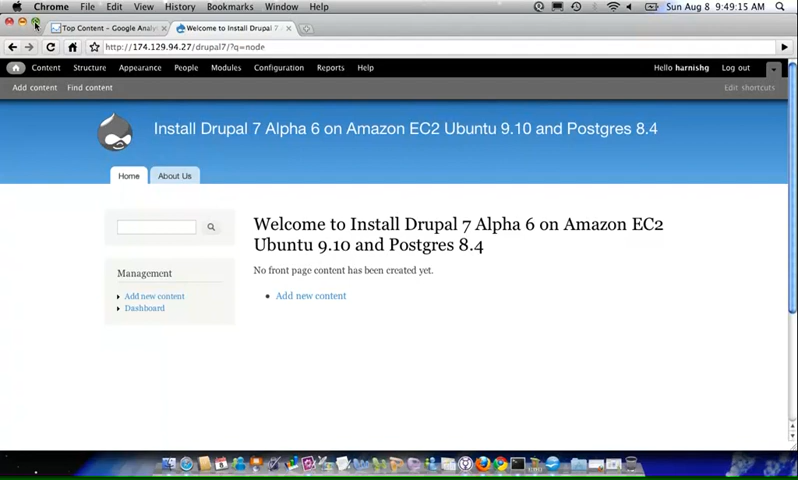 Chrome File Edit View History Bookmarks Window Help Sun Aug 8 9:49:15 AM
Top Content - Google Analy Welcome to Install Drupal 7
http://174.129.94.27/drupal7/?q=node
Content Structure Appearance People Modules Configuration Reports Help Hello harnishg Log out
Add content Find content Edit shortcuts
Install Drupal 7 Alpha 6 on Amazon EC2 Ubuntu 9.10 and Postgres 8.4
Home About Us
Welcome to Install Drupal 7 Alpha 6 on Amazon EC2
Ubuntu 9.10 and Postgres 8.4
Management
No front page content has been created yet.
Add new content
Dashboard
Add new content